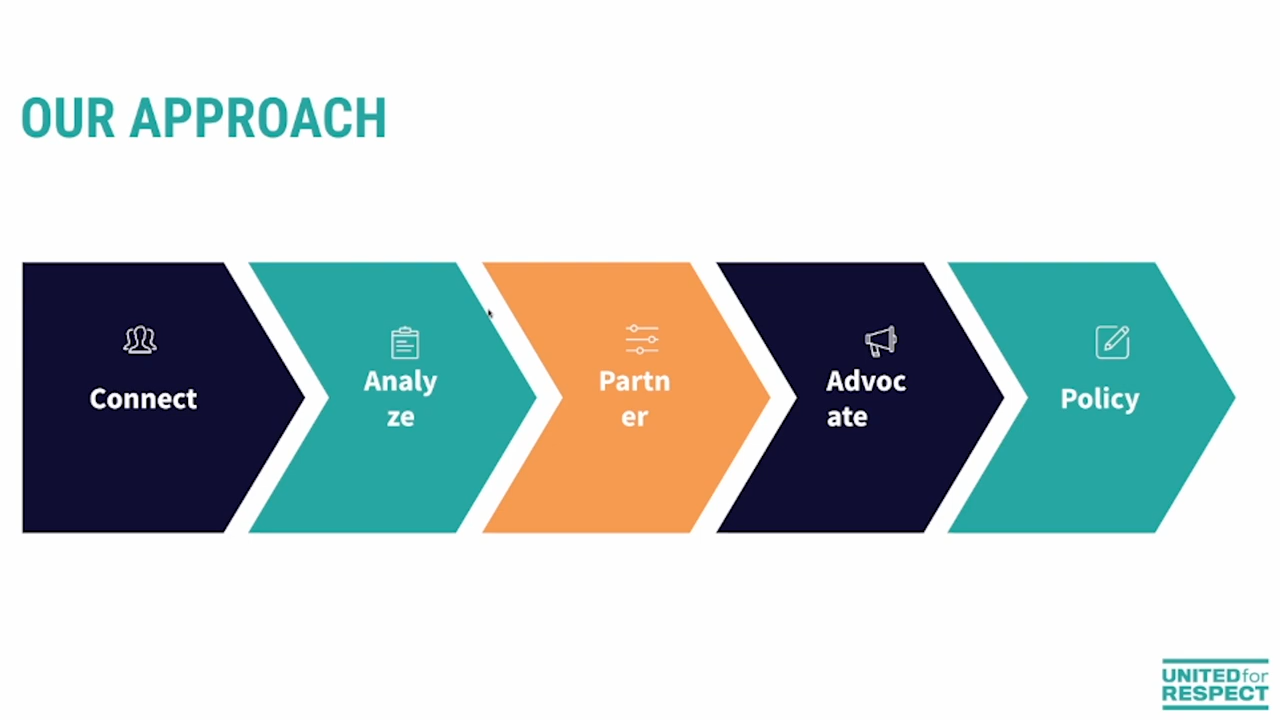 OUR APPROACH
Connect
Analy
ze
Partn
er
Advoc
ate
Policy
UNITED for
RESPECT